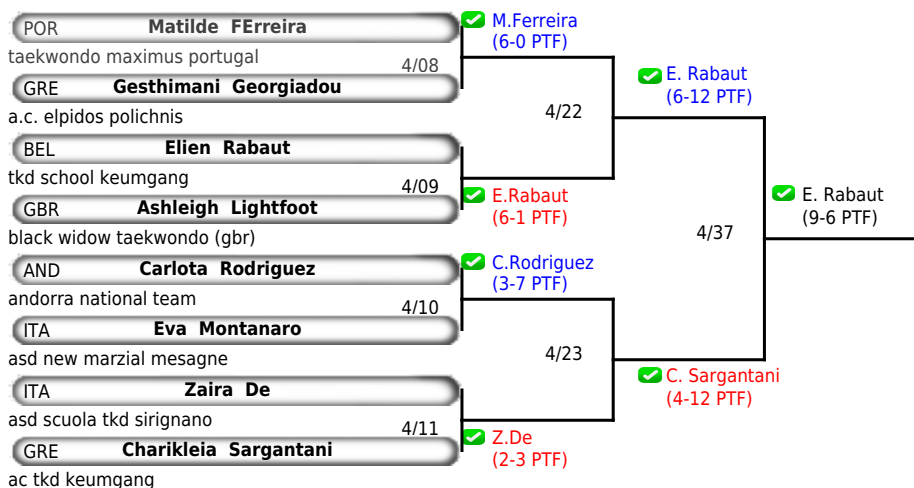 POR Matilde FErreira
taekwondo maximus portugal
4/08
GRE Gesthimani Georgiadou
a.c. elpidos polichnis
BEL Elien Rabaut
tkd school keumgang
4/09
GBR Ashleigh Lightfoot
black widow taekwondo (gbr)
AND Carlota Rodriguez
andorra national team
4/10
ITA Eva Montanaro
asd new marzial mesagne
ITA Zaira De
asd scuola tkd sirignano
4/11
GRE Charikleia Sargantani
ac tkd keumgang
M.Ferreira
(6-0 PTF)
4/22
E.Rabaut
(6-1 PTF)
C.Rodriguez
(3-7 PTF)
4/23
Z.De
(2-3 PTF)
E. Rabaut
(6-12 PTF)
4/37
C. Sargantani
(4-12 PTF)
E. Rabaut
(9-6 PTF)